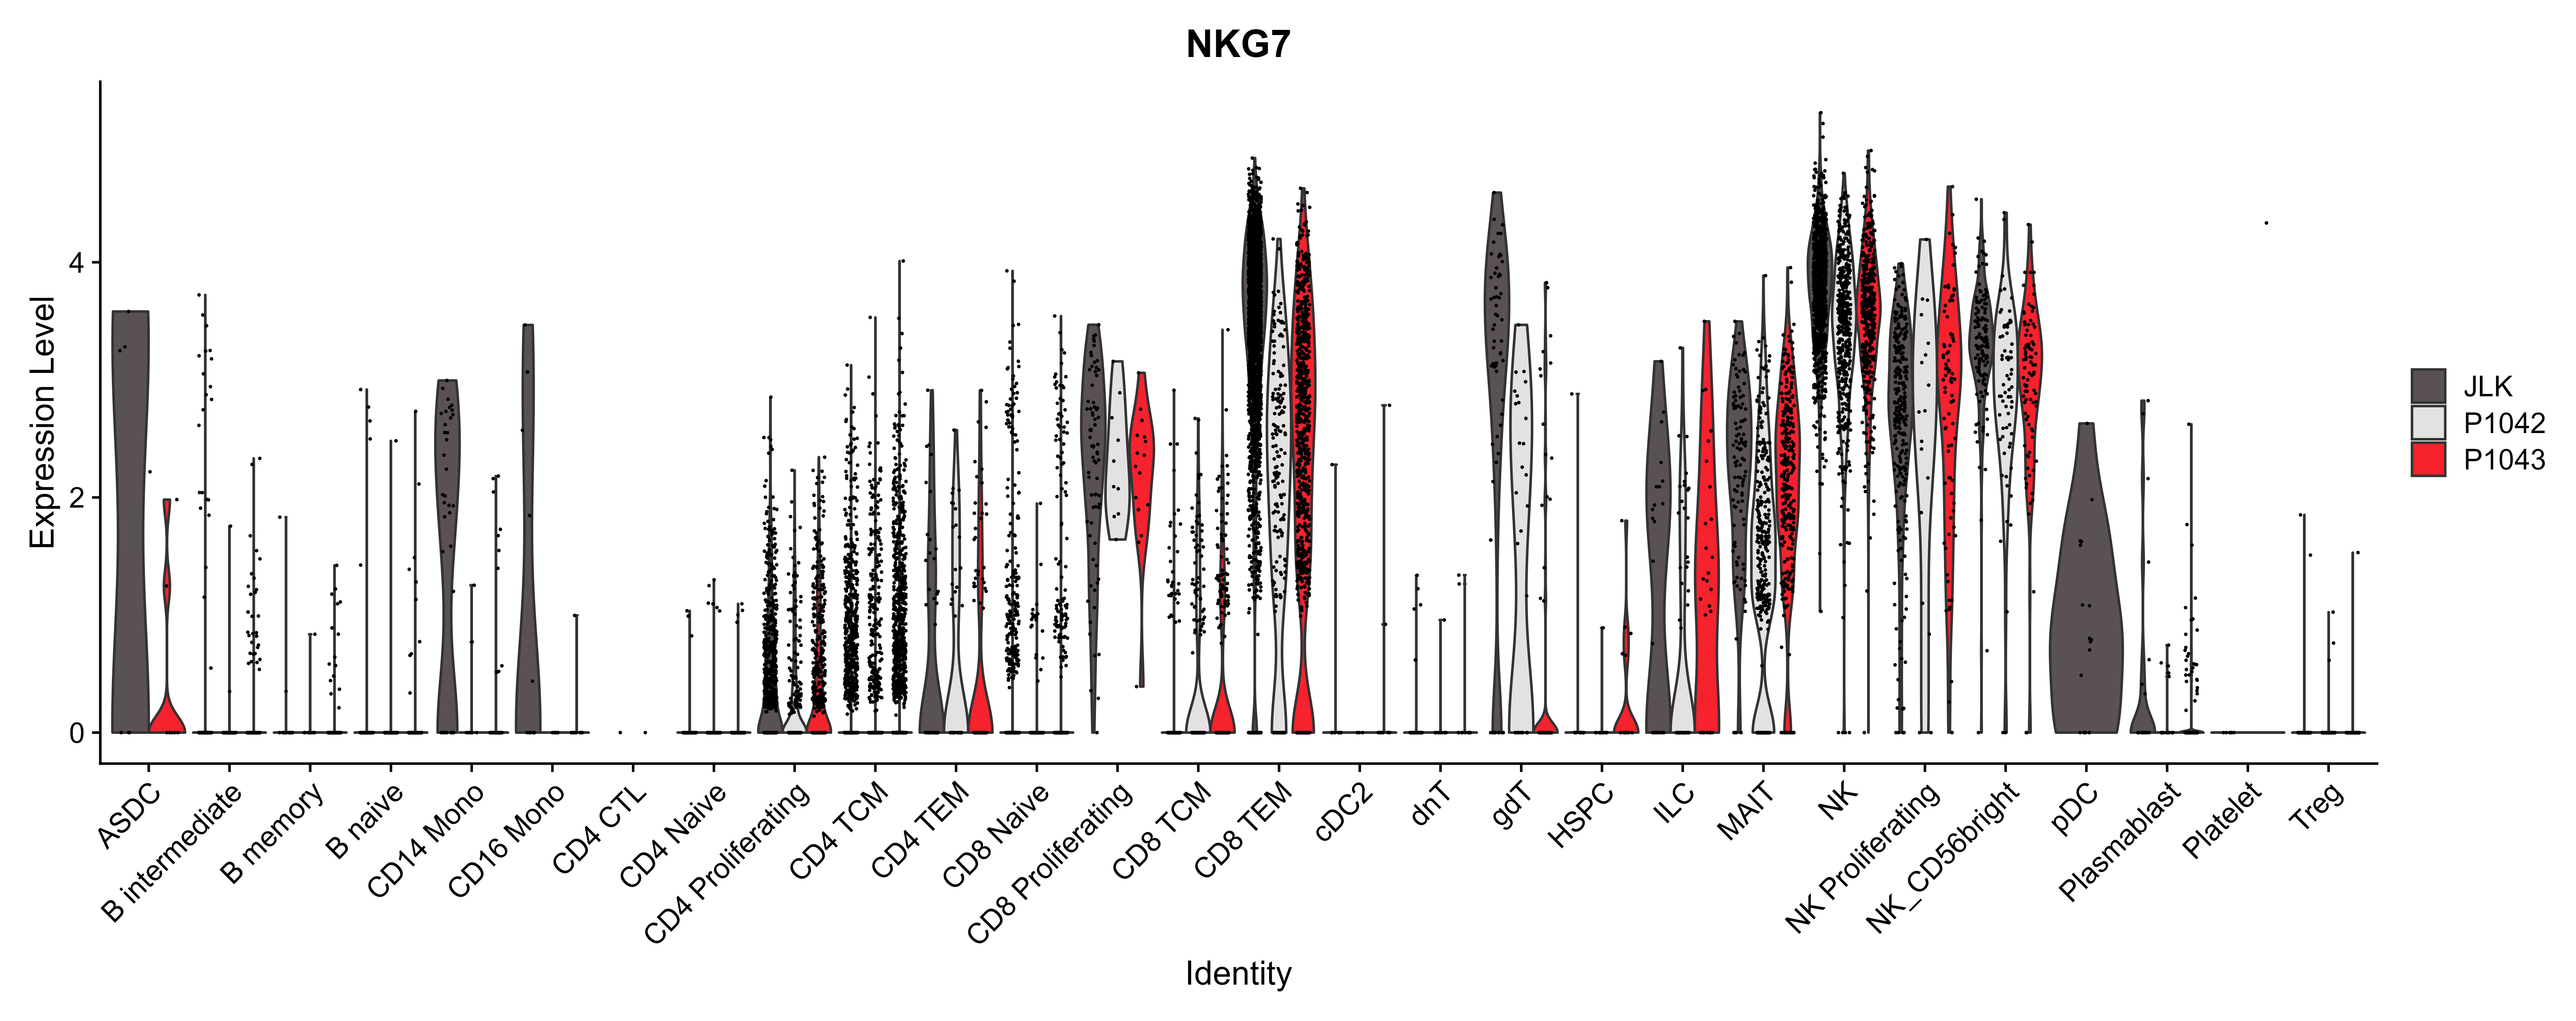 NKG7
Expression Level
4
2
0
ASDC
B intermediate
B memory
B naive
CD14 Mono
CD16 Mono
CD4 CTL
CD4 Naive
CD4 Proliferating
CD4 TCM
CD4 TEM
CD8 Naive
CD8 Proliferating
CD8 TCM
CD8 TEM
cDC2
dnT
gdT
HSPC
ILC
MAIT
NK
NK Proliferating
NK_CD56bright
pDC
Plasmablast
Platelet
Treg
Identity
JLK
P1042
P1043